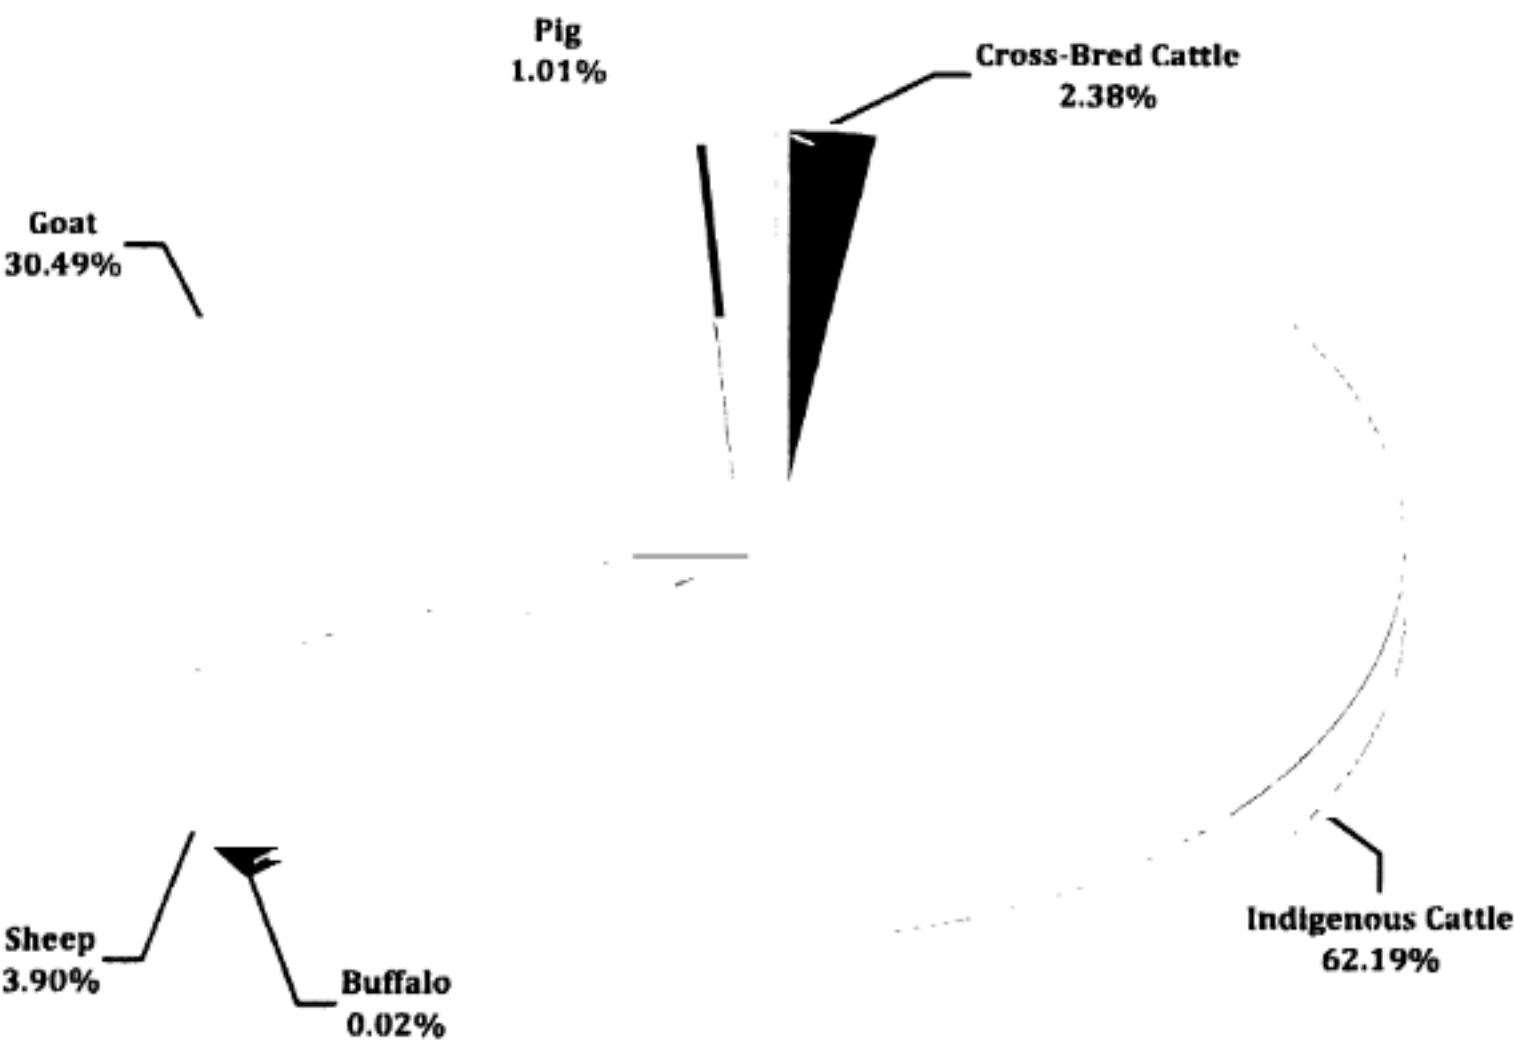 Pig
1.01%
Cross-Bred Cattle
2.38%
Goat
30.49%
Indigenous Cattle
62.19%
Sheep
3.90%
Buffalo
0.02%